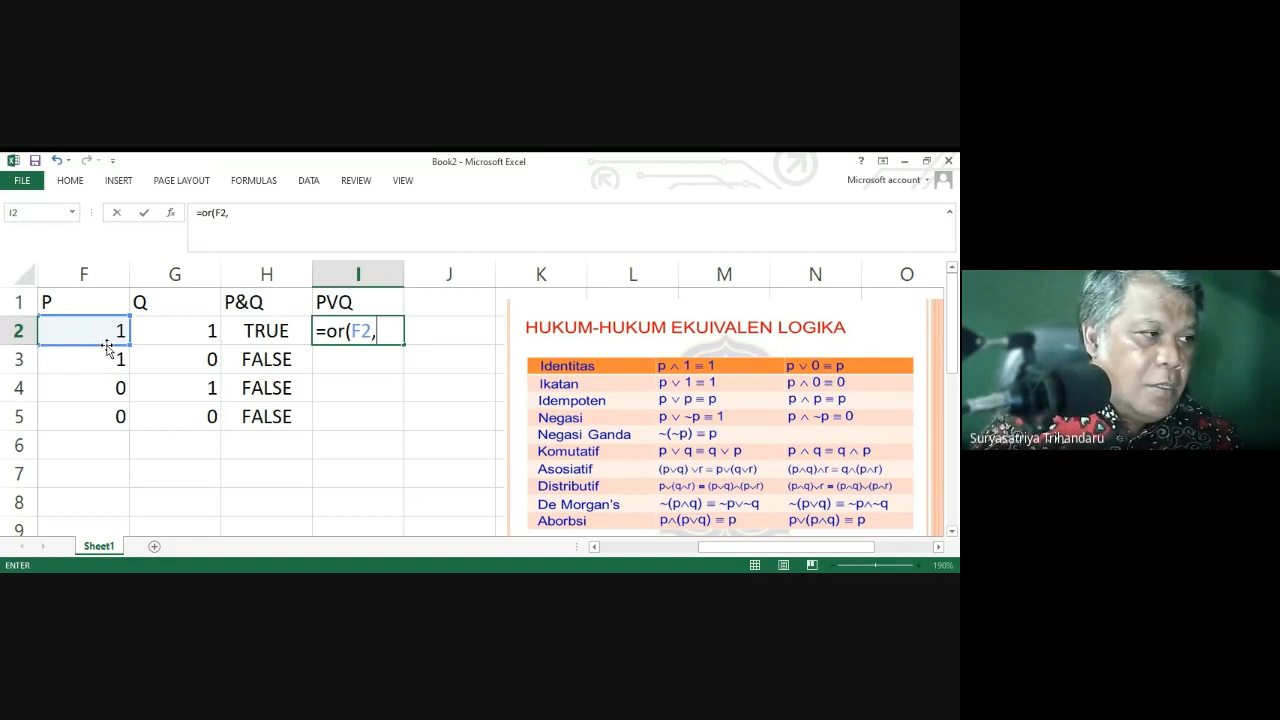 Book2 - Microsoft Excel
?
FILE HOME INSERT PAGE LAYOUT FORMULAS DATA REVIEW VIEW
Microsoft account
I2 fx =or(F2,
F G H I J K L M N O
1 P Q P&Q PVQ
2 1 1 TRUE =or(F2,
3 1 0 FALSE
4 0 1 FALSE
5 0 0 FALSE
6
7
8
9
HUKUM-HUKUM EKUIVALEN LOGIKA
Identitas p ∧ 1 ≡ 1 p ∨ 0 ≡ p
Ikatan p ∨ 1 ≡ 1 p ∧ 0 ≡ 0
Idempoten p ∨ p ≡ p p ∧ p ≡ p
Negasi p ∨ ~p ≡ 1 p ∧ ~p ≡ 0
Negasi Ganda ~(~p) ≡ p
Komutatif p ∨ q ≡ q ∨ p p ∧ q ≡ q ∧ p
Asosiatif (p∨q) ∨r ≡ p∨(q∨r) (p∧q)∧r ≡ q∧(p∧r)
Distributif p∨(q∧r) ≡ (p∨q)∧(p∨r) (p∧q)∨r ≡ (p∧q)∨(p∧r)
De Morgan's ~(p∧q) ≡ ~p∨~q ~(p∨q) ≡ ~p∧~q
Aborbsi p∧(p∨q) ≡ p p∨(p∧q) ≡ p
Sheet1
ENTER
190%
Suryasatriya Trihandaru